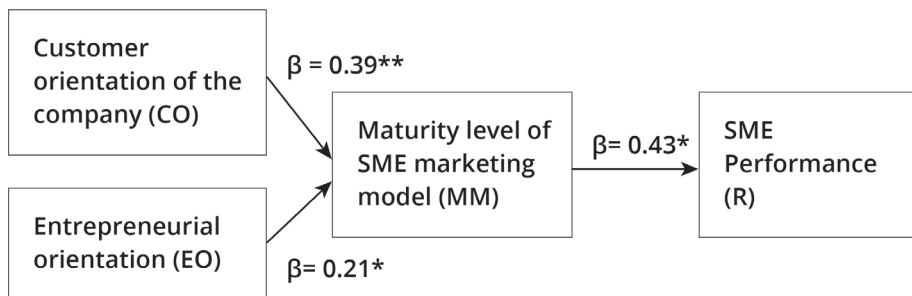 Customer
orientation of the
company (CO)
β = 0.39**
Maturity level of
SME marketing
model (MM)
β= 0.43*
SME
Performance
(R)
Entrepreneurial
orientation (EO)
β= 0.21*